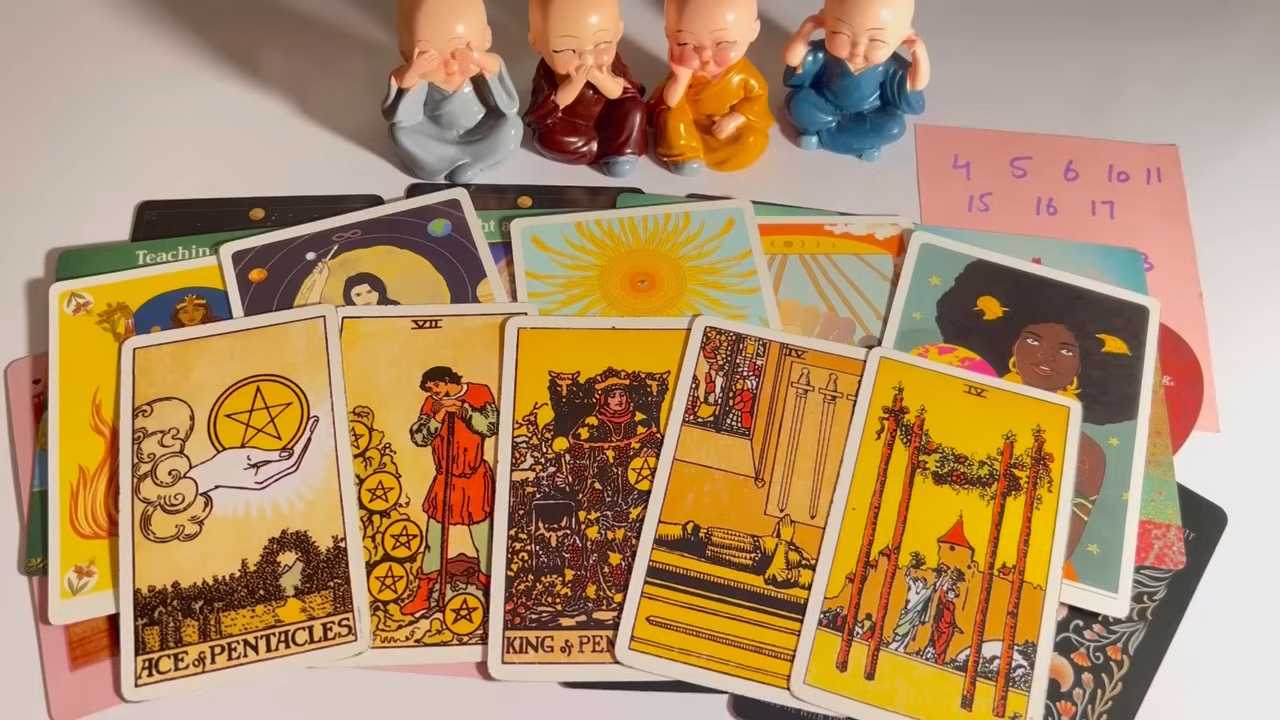 4 5 6 10 11
15 16 17
Teaching
VII
IV
IV
ACE of PENTACLES.
KING of PEN